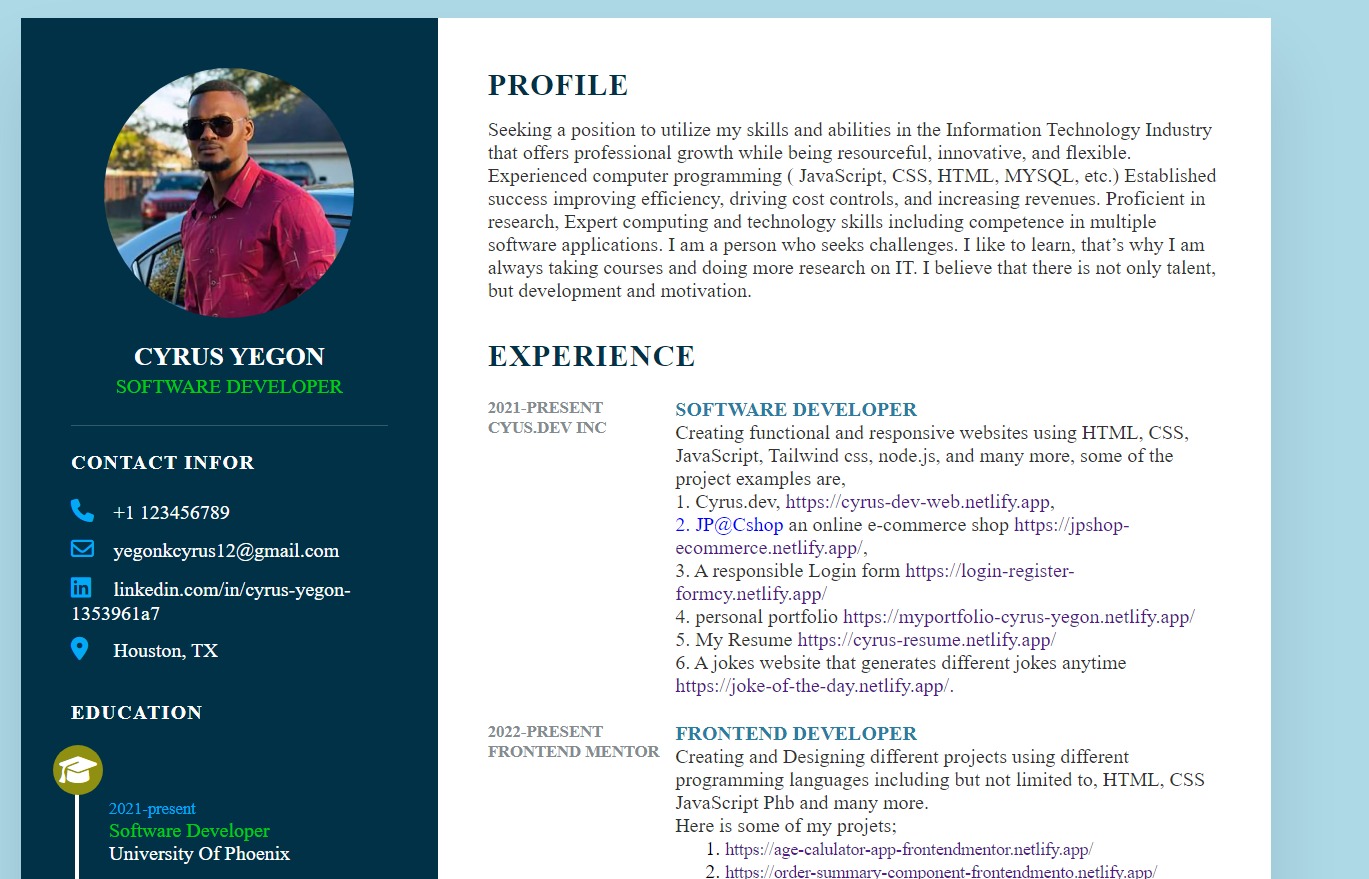 CYRUS YEGON
SOFTWARE DEVELOPER
CONTACT INFOR
+1 123456789
yegonkcyrus12@gmail.com
linkedin.com/in/cyrus-yegon-
1353961a7
Houston, TX
EDUCATION
2021-present
Software Developer
University Of Phoenix
PROFILE
Seeking a position to utilize my skills and abilities in the Information Technology Industry
that offers professional growth while being resourceful, innovative, and flexible.
Experienced computer programming ( JavaScript, CSS, HTML, MYSQL, etc.) Established
success improving efficiency, driving cost controls, and increasing revenues. Proficient in
research, Expert computing and technology skills including competence in multiple
software applications. I am a person who seeks challenges. I like to learn, that’s why I am
always taking courses and doing more research on IT. I believe that there is not only talent,
but development and motivation.
EXPERIENCE
2021-PRESENT
CYUS.DEV INC
SOFTWARE DEVELOPER
Creating functional and responsive websites using HTML, CSS,
JavaScript, Tailwind css, node.js, and many more, some of the
project examples are,
1. Cyrus.dev, https://cyrus-dev-web.netlify.app,
2. JP@Cshop an online e-commerce shop https://jpshop-
ecommerce.netlify.app/,
3. A responsible Login form https://login-register-
formcy.netlify.app/
4. personal portfolio https://myportfolio-cyrus-yegon.netlify.app/
5. My Resume https://cyrus-resume.netlify.app/
6. A jokes website that generates different jokes anytime
https://joke-of-the-day.netlify.app/.
2022-PRESENT
FRONTEND MENTOR
FRONTEND DEVELOPER
Creating and Designing different projects using different
programming languages including but not limited to, HTML, CSS
JavaScript Phb and many more.
Here is some of my projets;
1. https://age-calulator-app-frontendmentor.netlify.app/
2. https://order-summary-component-frontendmento.netlify.app/